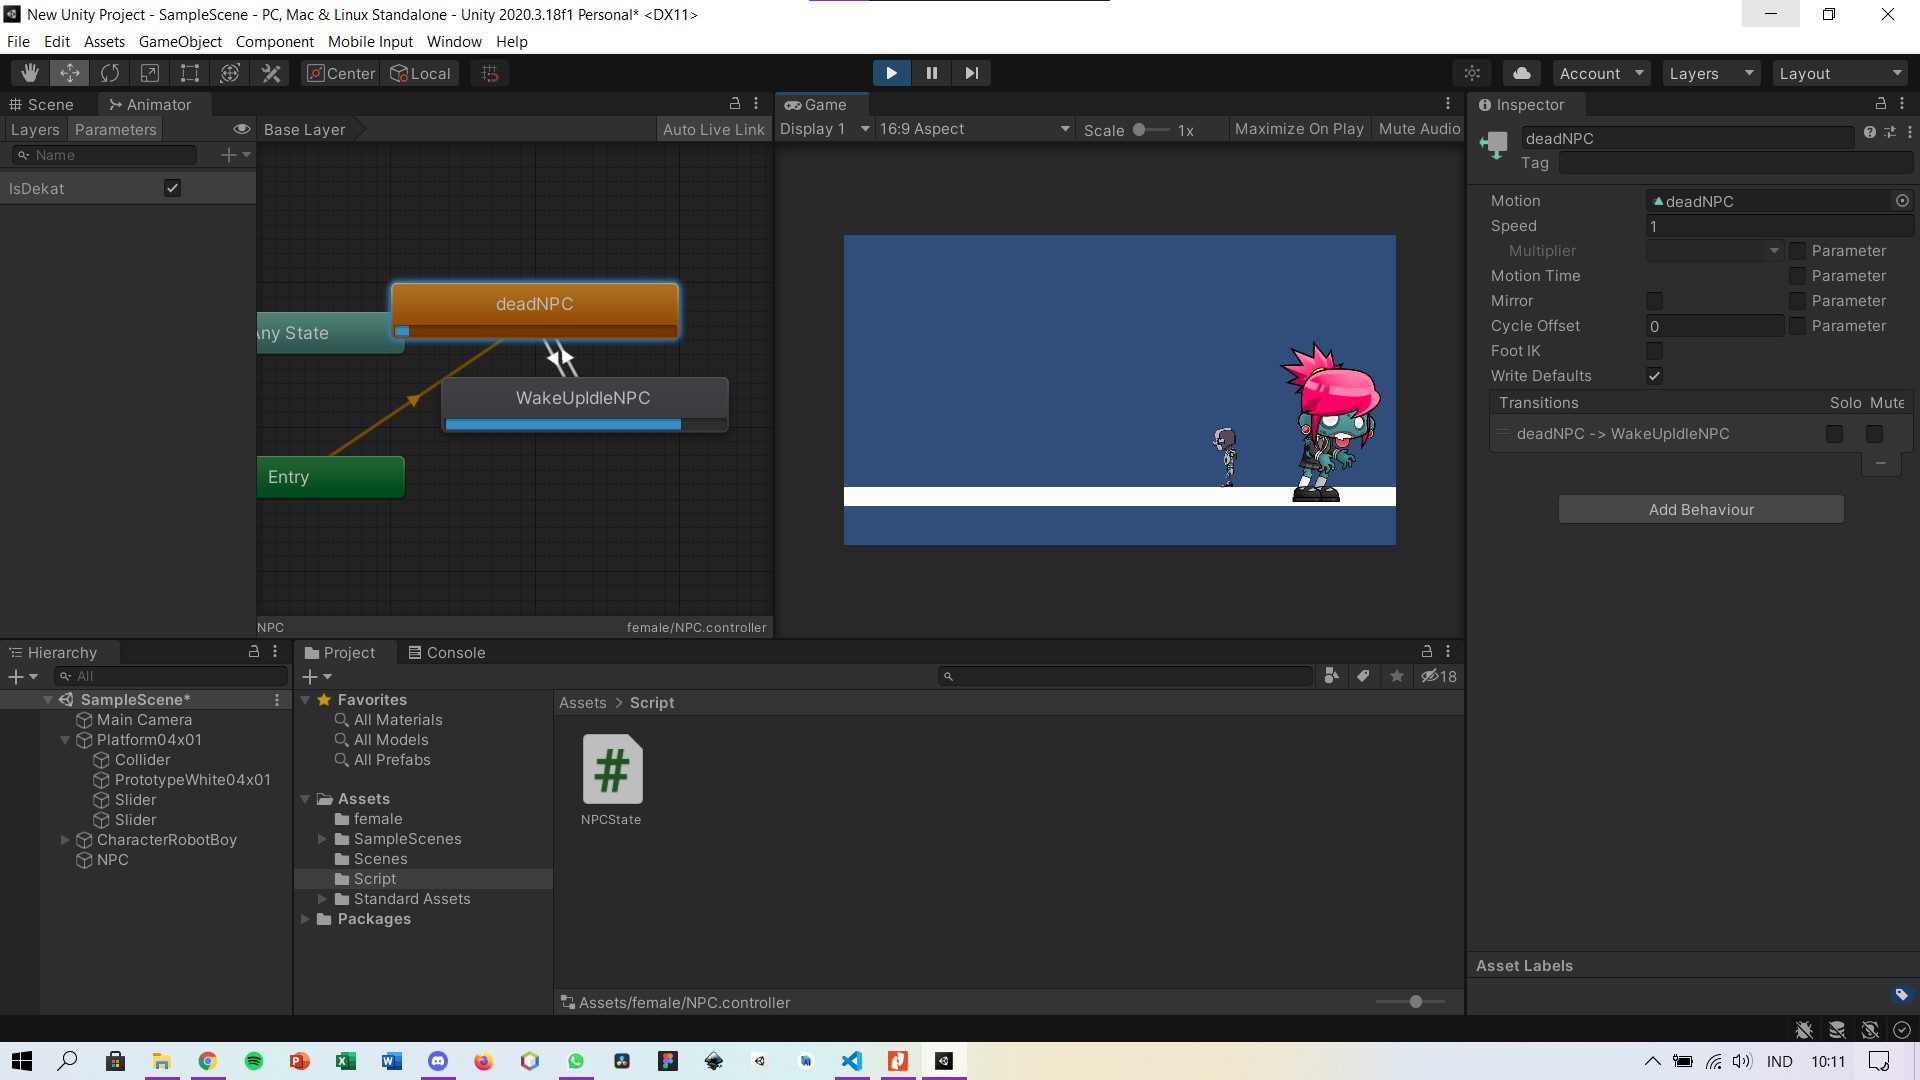 New Unity Project - SampleScene - PC, Mac & Linux Standalone - Unity 2020.3.18f1 Personal* <DX11>
File Edit Assets GameObject Component Mobile Input Window Help
Center Local Account Layers Layout
Scene Animator
Layers Parameters Base Layer Auto Live Link
Name
IsDekat
deadNPC
Any State
WakeUpIdleNPC
Entry
NPC female/NPC.controller
Game
Display 1 16:9 Aspect Scale 1x Maximize On Play Mute Audio
Inspector
deadNPC
Tag
Motion deadNPC
Speed 1
Multiplier Parameter
Motion Time Parameter
Mirror Parameter
Cycle Offset 0 Parameter
Foot IK
Write Defaults
Transitions Solo Mute
deadNPC -> WakeUpIdleNPC
Add Behaviour
Asset Labels
Hierarchy
All
SampleScene*
Main Camera
Platform04x01
Collider
PrototypeWhite04x01
Slider
Slider
CharacterRobotBoy
NPC
Project Console
18
Favorites
All Materials
All Models
All Prefabs
Assets
female
SampleScenes
Scenes
Script
Standard Assets
Packages
Assets > Script
#
NPCState
Assets/female/NPC.controller
IND 10:11